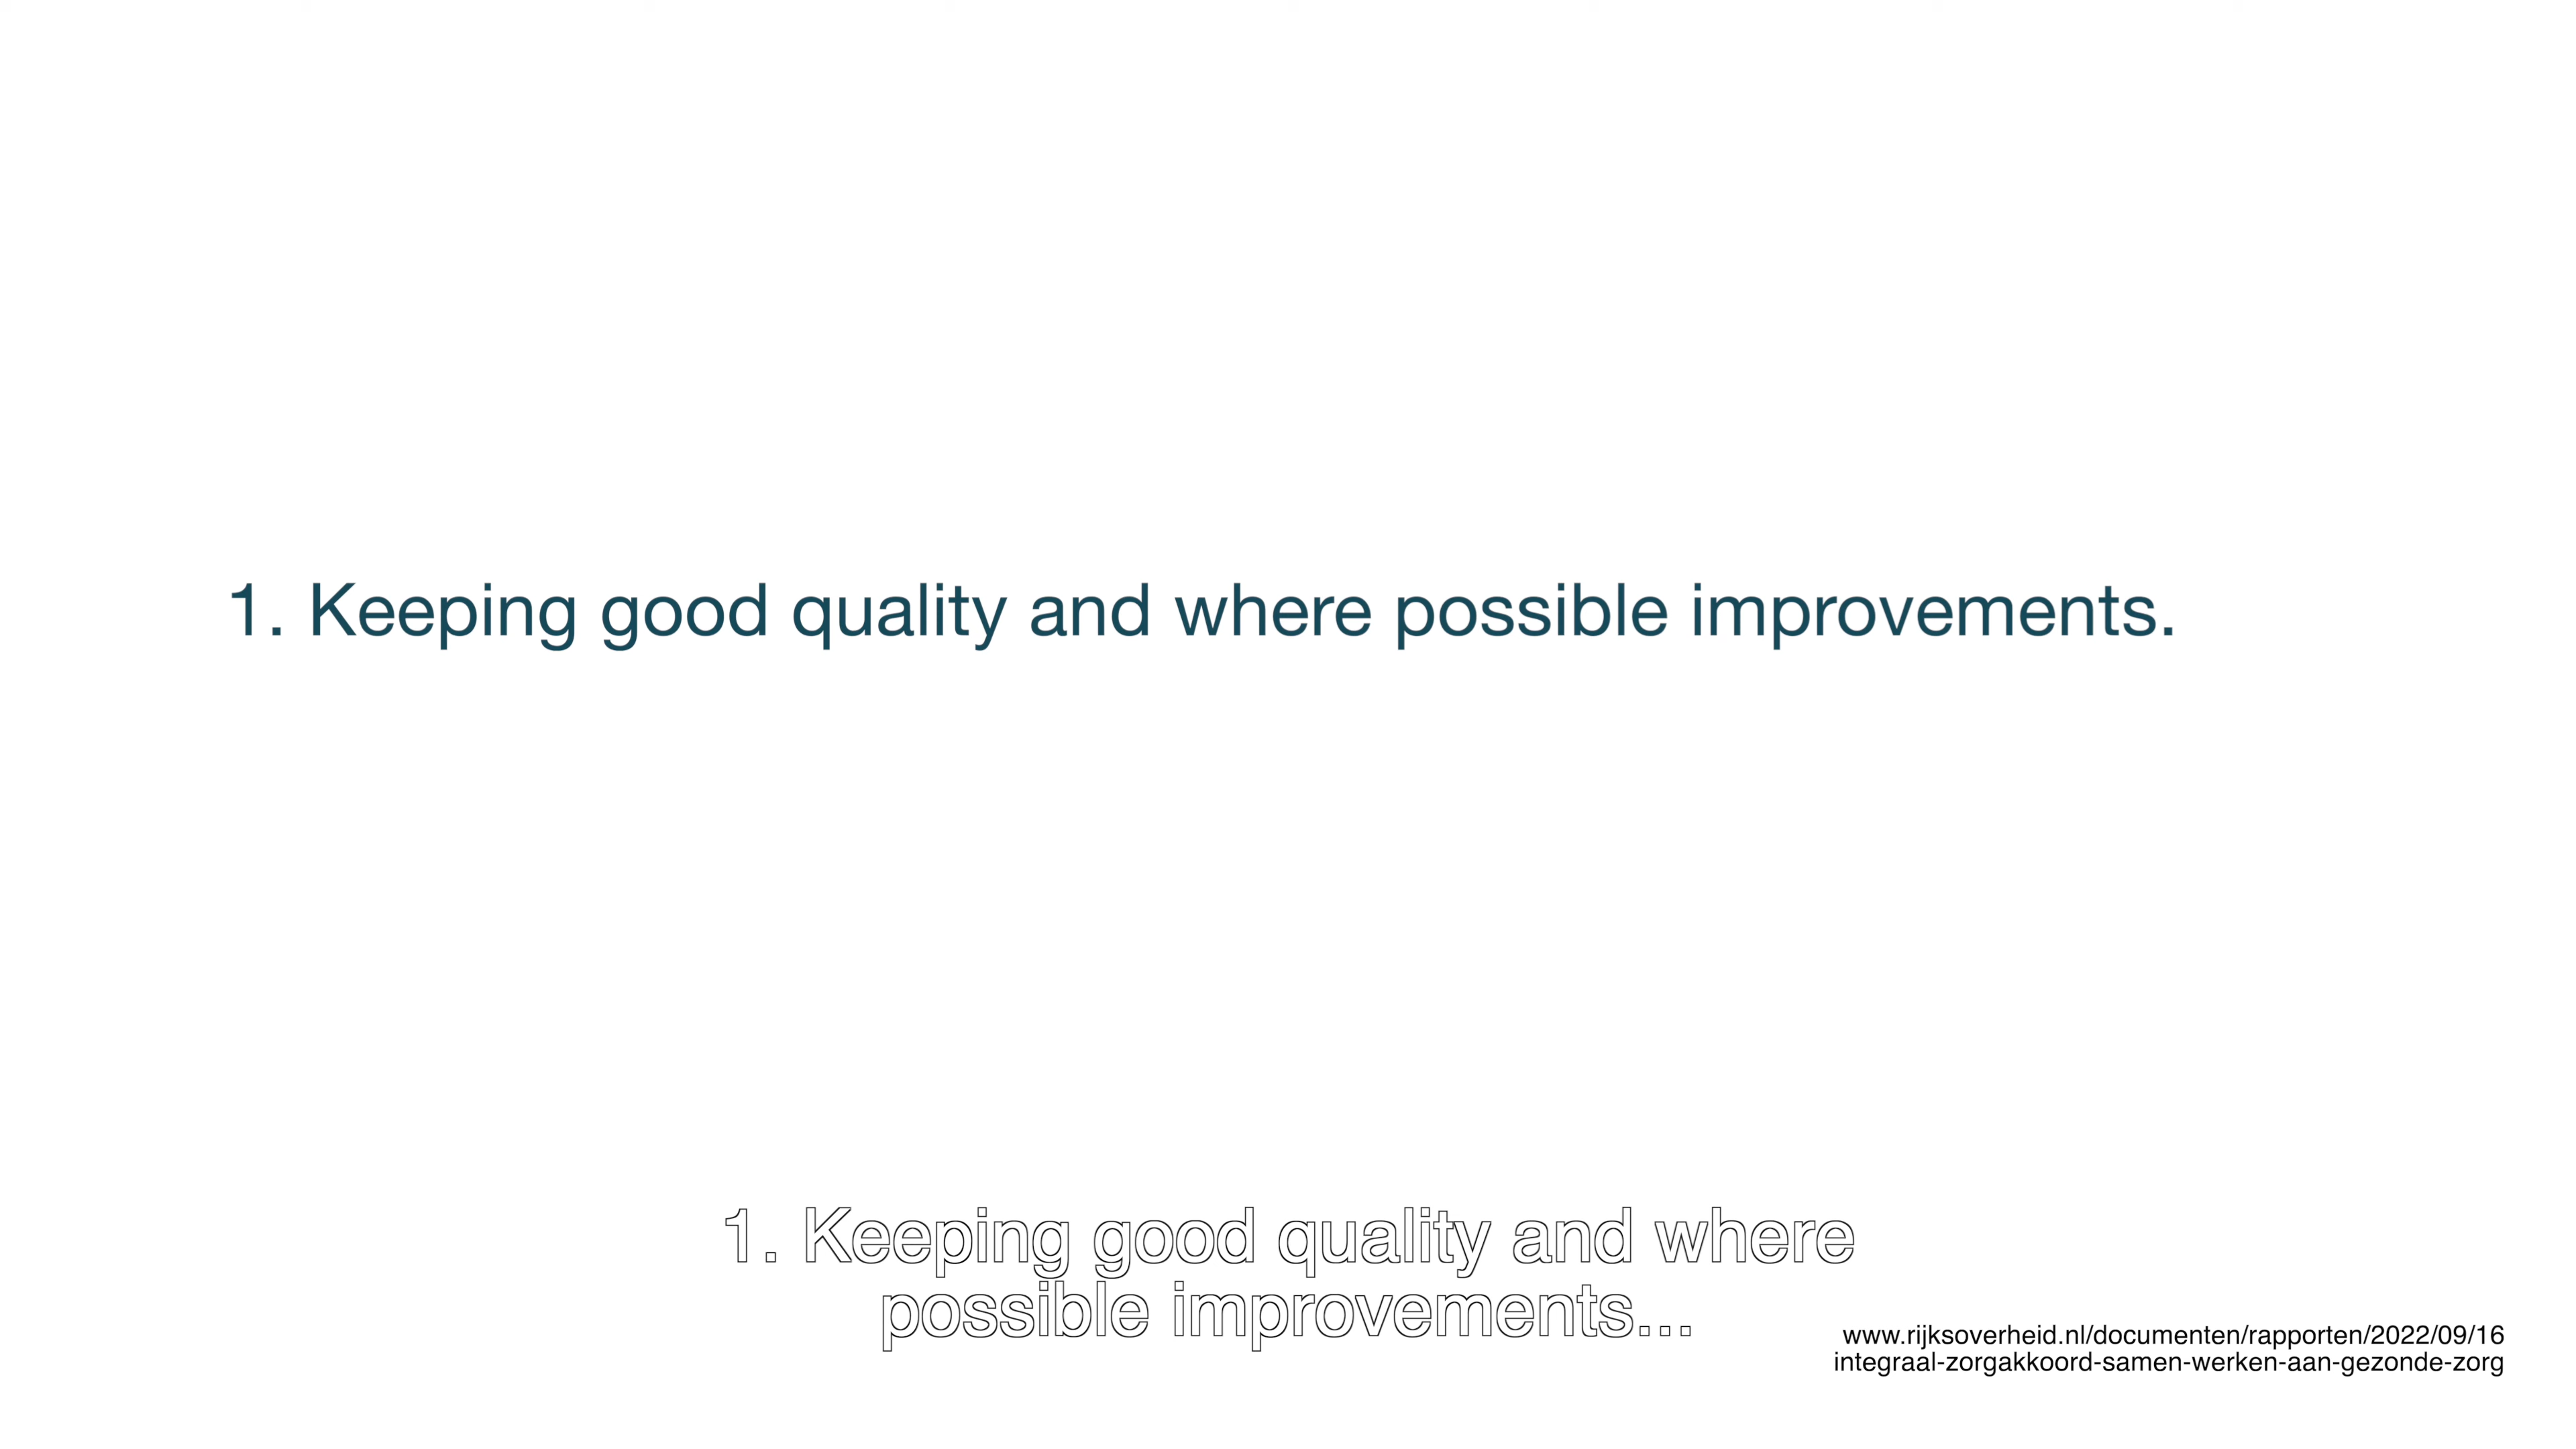 1. Keeping good quality and where possible improvements.
1. Keeping good quality and where
possible improvements...
www.rijksoverheid.nl/documenten/rapporten/2022/09/16
integraal-zorgakkoord-samen-werken-aan-gezonde-zorg